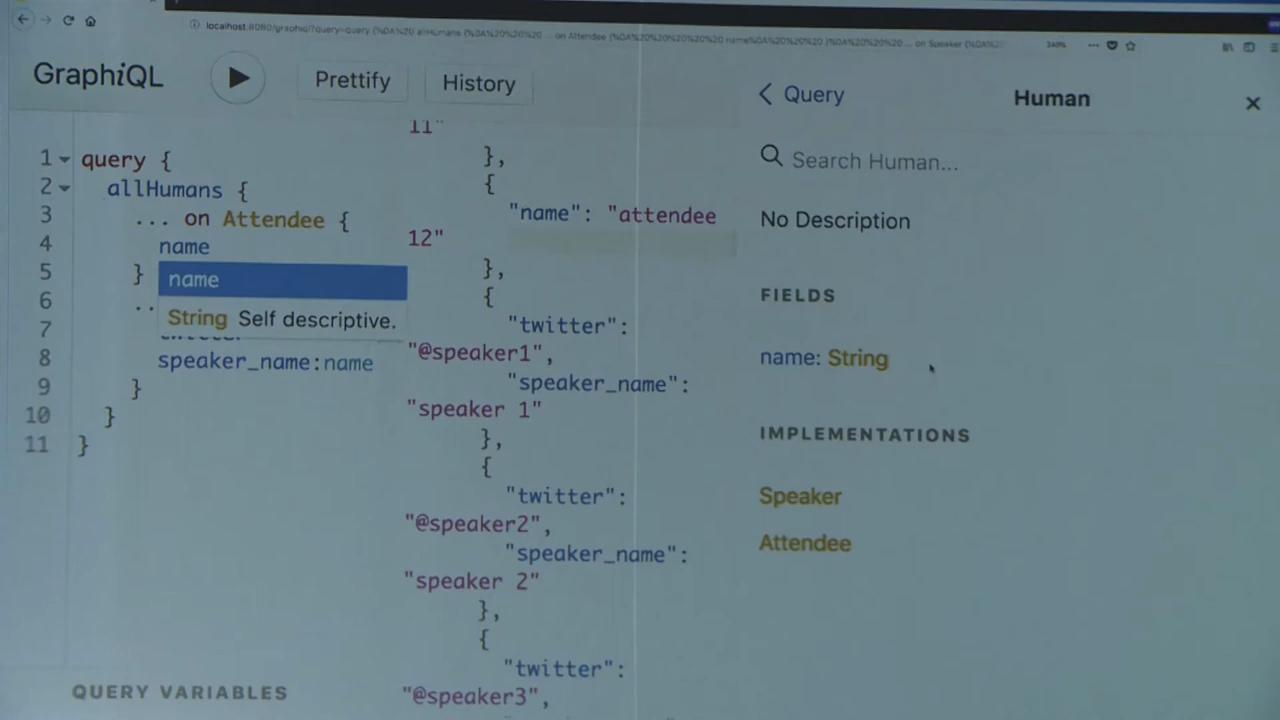 GraphiQL
Prettify
History
1 query {
2 allHumans {
3 ... on Attendee {
4 name
5 }
name
String Self descriptive.
6 ..
7
8 speaker_name:name
9 }
10 }
11 }
QUERY VARIABLES
11"
},
{
"name": "attendee
12"
},
{
"twitter":
"@speaker1",
"speaker_name":
"speaker 1"
},
{
"twitter":
"@speaker2",
"speaker_name":
"speaker 2"
},
{
"twitter":
"@speaker3",
Query
Human
Search Human...
No Description
FIELDS
name: String
IMPLEMENTATIONS
Speaker
Attendee